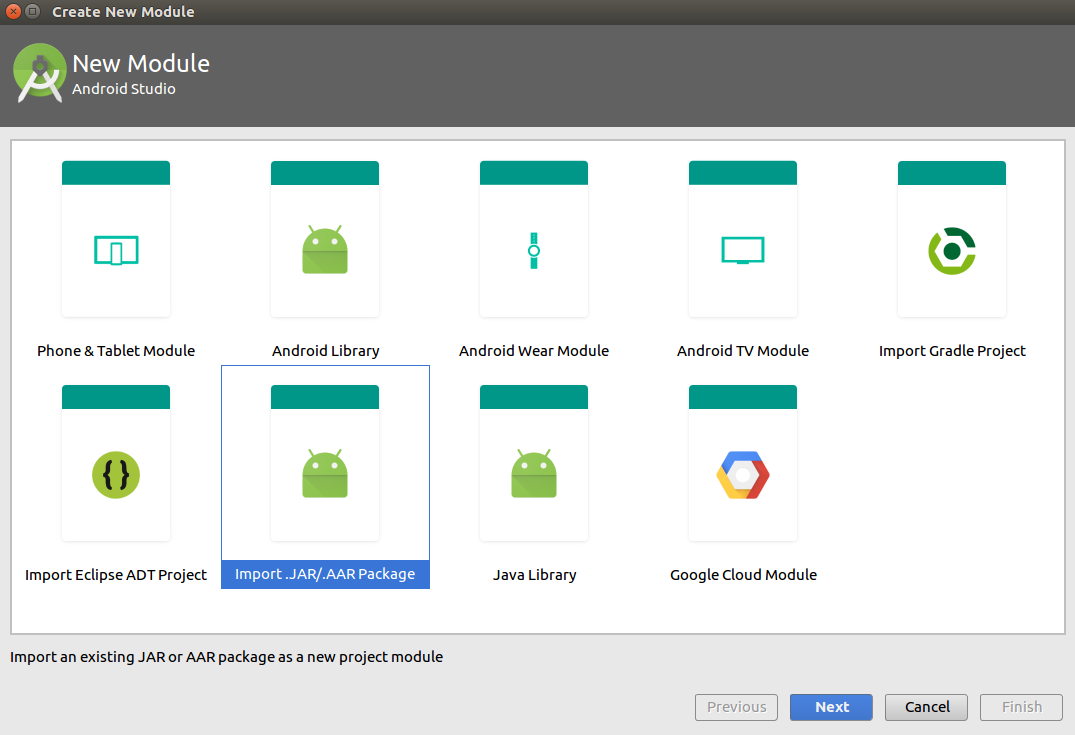 Create New Module
New Module
Android Studio
Phone & Tablet Module
Android Library
Android Wear Module
Android TV Module
Import Gradle Project
{}
Import Eclipse ADT Project
Import .JAR/.AAR Package
Java Library
Google Cloud Module
Import an existing JAR or AAR package as a new project module
Previous
Next
Cancel
Finish